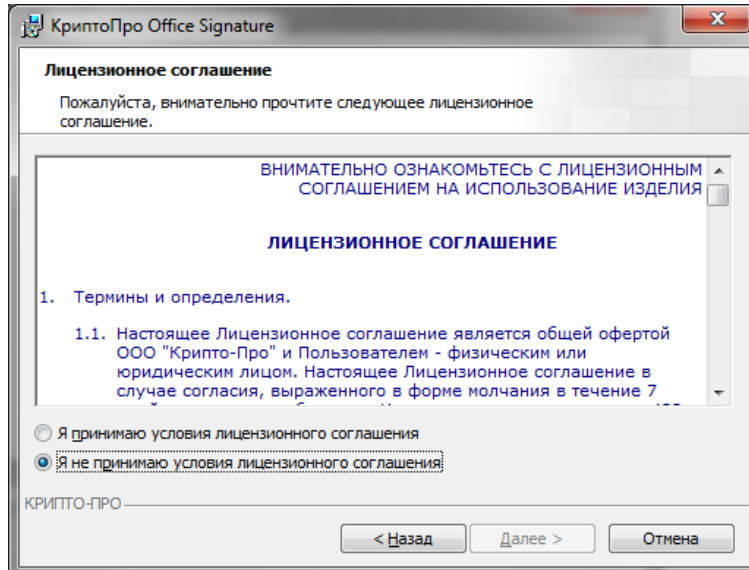 КриптоПро Office Signature
Лицензионное соглашение
Пожалуйста, внимательно прочтите следующее лицензионное
соглашение.
ВНИМАТЕЛЬНО ОЗНАКОМЬТЕСЬ С ЛИЦЕНЗИОННЫМ
СОГЛАШЕНИЕМ НА ИСПОЛЬЗОВАНИЕ ИЗДЕЛИЯ
ЛИЦЕНЗИОННОЕ СОГЛАШЕНИЕ
1. Термины и определения.
1.1. Настоящее Лицензионное соглашение является общей офертой
ООО "Крипто-Про" и Пользователем - физическим или
юридическим лицом. Настоящее Лицензионное соглашение в
случае согласия, выраженного в форме молчания в течение 7
Я принимаю условия лицензионного соглашения
Я не принимаю условия лицензионного соглашения
КРИПТО-ПРО
< Назад
Далее >
Отмена